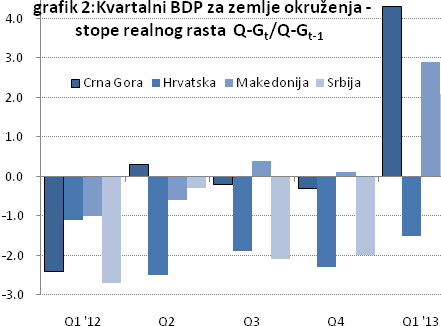 grafik 2:Kvartalni BDP za zemlje okruženja -
stope realnog rasta Q-Gt/Q-Gt-1
4.0
Crna Gora Hrvatska Makedonija Srbija
3.0
2.0
1.0
0.0
-1.0
-2.0
-3.0
Q1 '12 Q2 Q3 Q4 Q1 '13